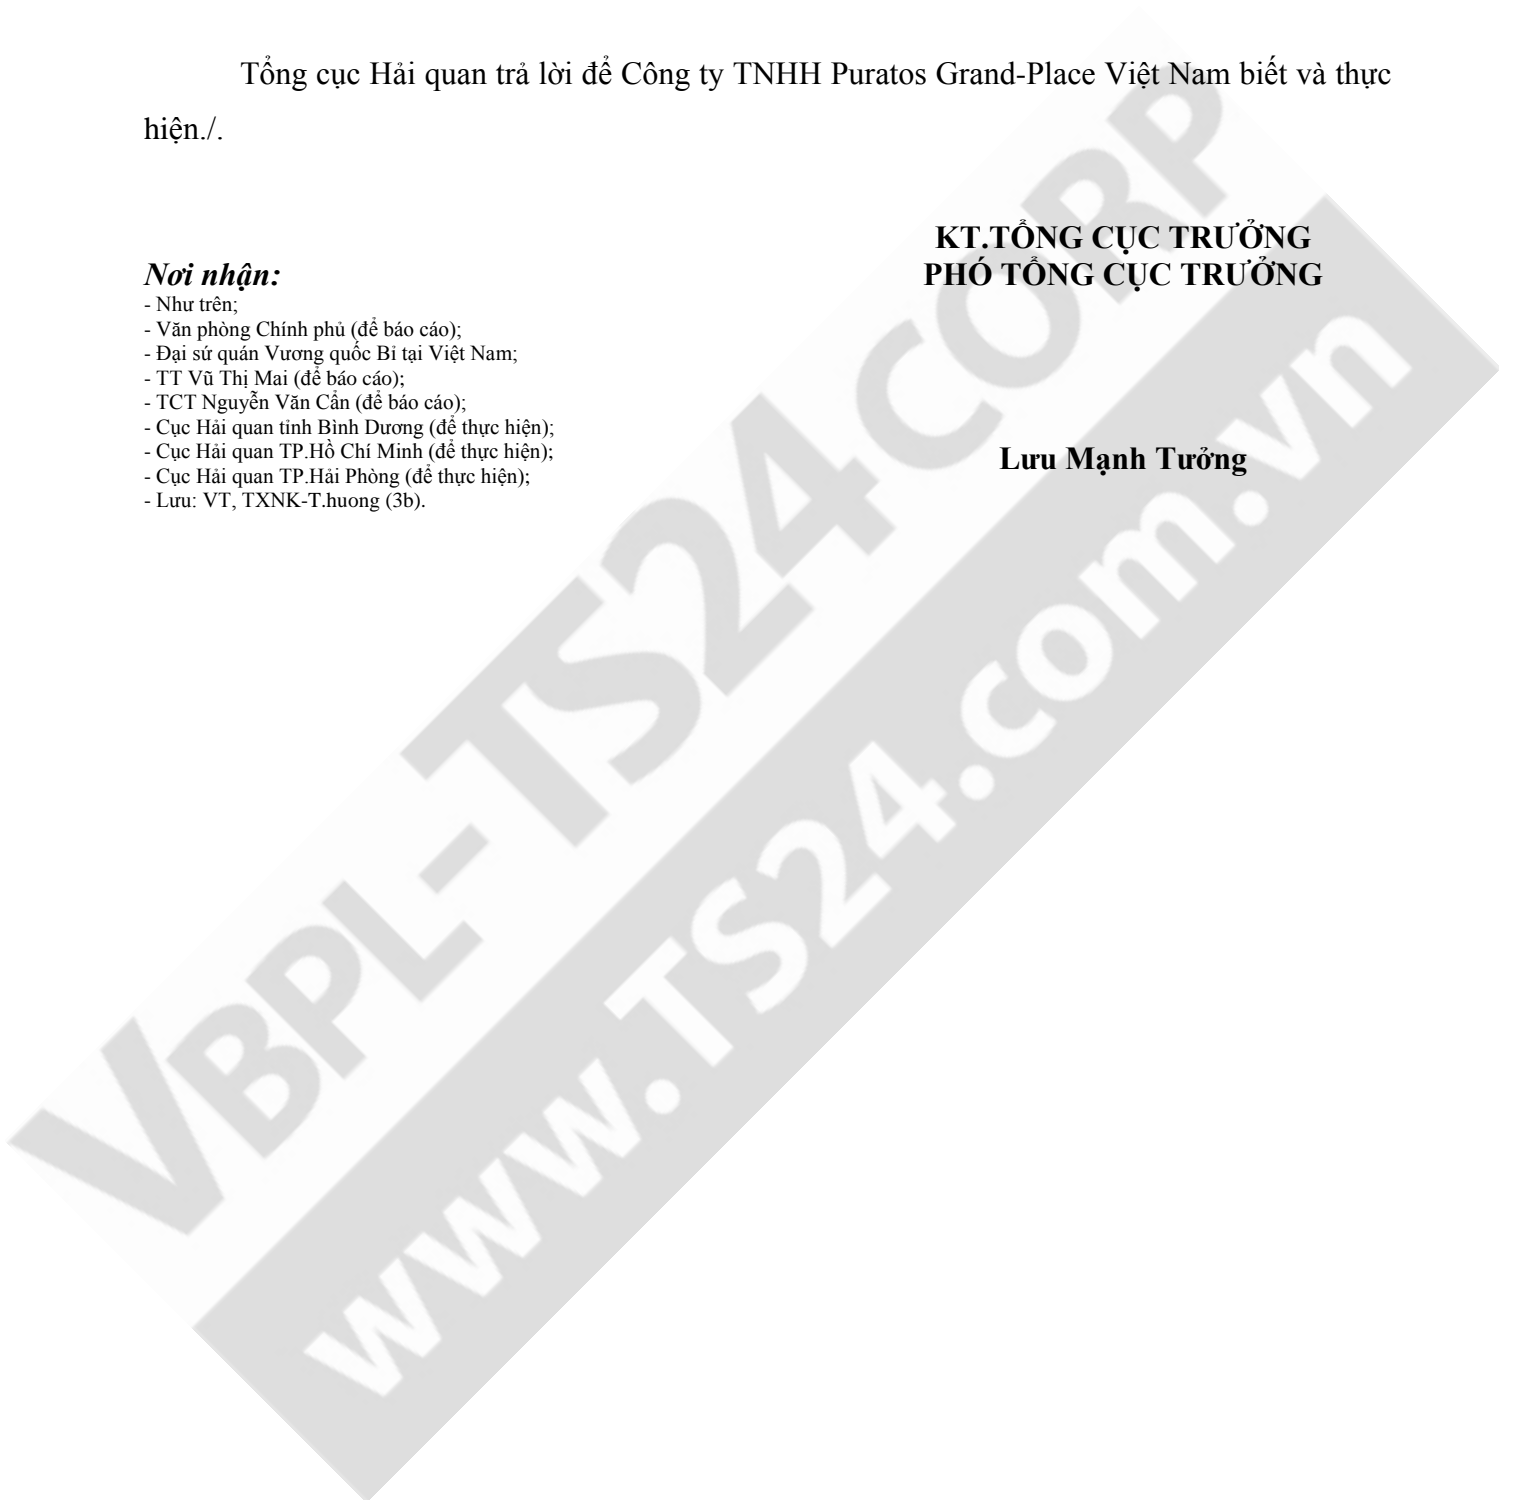 Tổng cục Hải quan trả lời để Công ty TNHH Puratos Grand-Place Việt Nam biết và thực
hiện./.
KT.TỔNG CỤC TRƯỞNG
PHÓ TỔNG CỤC TRƯỞNG
Lưu Mạnh Tưởng
Nơi nhận:
- Như trên;
- Văn phòng Chính phủ (để báo cáo);
- Đại sứ quán Vương quốc Bỉ tại Việt Nam;
- TT Vũ Thị Mai (để báo cáo);
- TCT Nguyễn Văn Cẩn (để báo cáo);
- Cục Hải quan tỉnh Bình Dương (để thực hiện);
- Cục Hải quan TP.Hồ Chí Minh (để thực hiện);
- Cục Hải quan TP.Hải Phòng (để thực hiện);
- Lưu: VT, TXNK-T.huong (3b).
VBPL-TS24CORP
www.TS24.com.vn